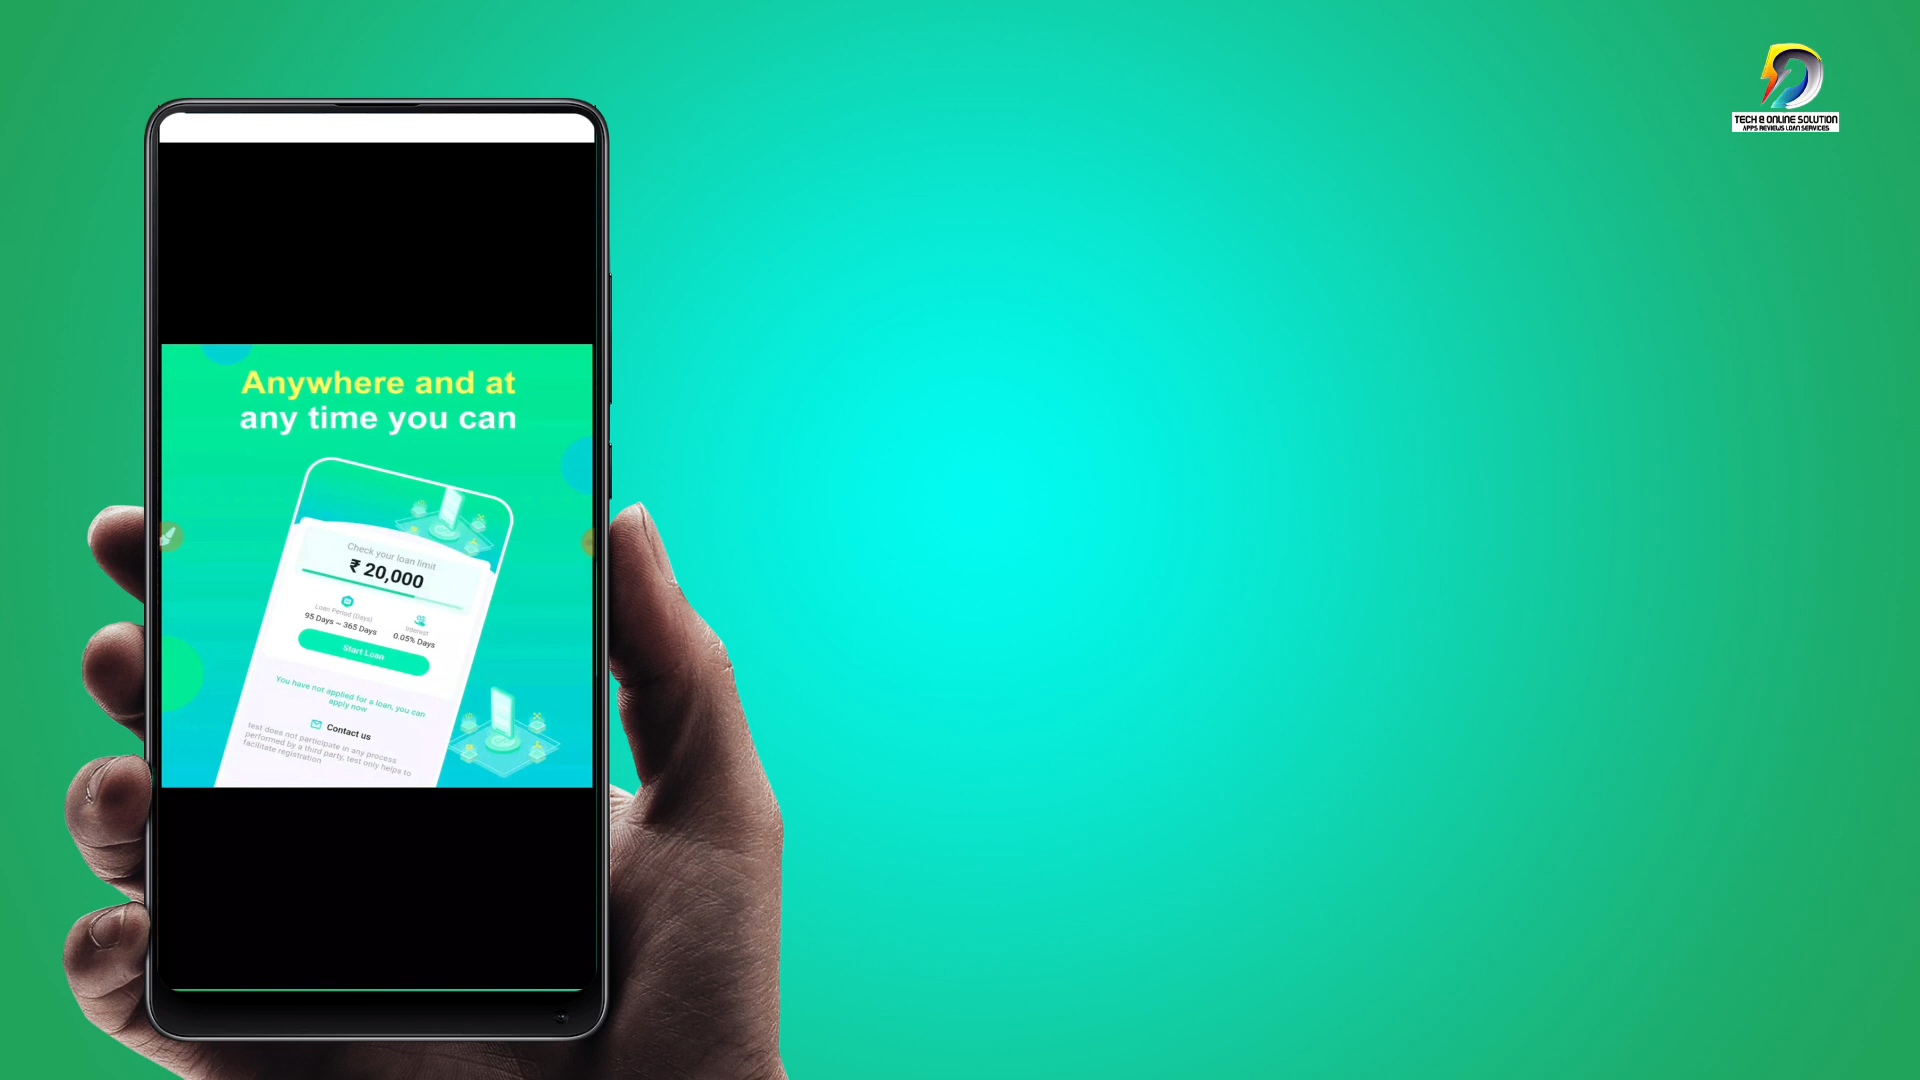 TECH & ONLINE SOLUTION
APPS REVIEWS LOAN SERVICES
Anywhere and at
any time you can
Check your loan limit
₹ 20,000
Loan Period (Days)
95 Days ~ 365 Days
Interest
0.05% Days
Start Loan
You have not applied for a loan, you can
apply now
Contact us
test does not participate in any process
performed by a third party, test only helps to
facilitate registration